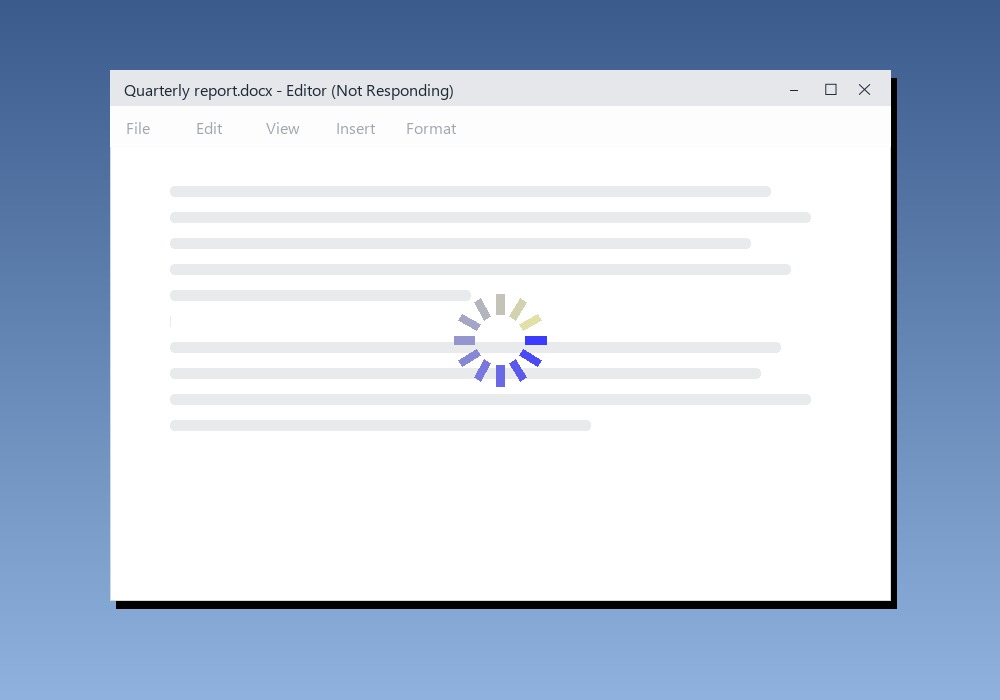 Quarterly report.docx - Editor (Not Responding)
File Edit View Insert Format